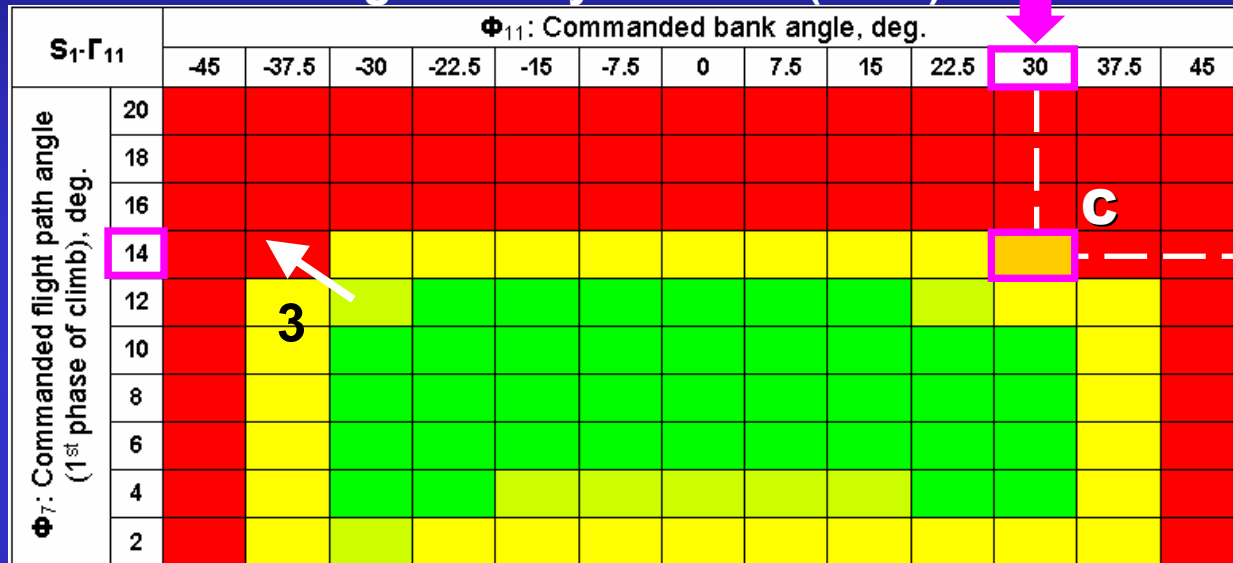 S₁-Γ₁₁
Φ₁₁: Commanded bank angle, deg.
-45 -37.5 -30 -22.5 -15 -7.5 0 7.5 15 22.5 30 37.5 45
Φ₇: Commanded flight path angle
(1ˢᵗ phase of climb), deg.
20
18
16
14
12
10
8
6
4
2
C
3